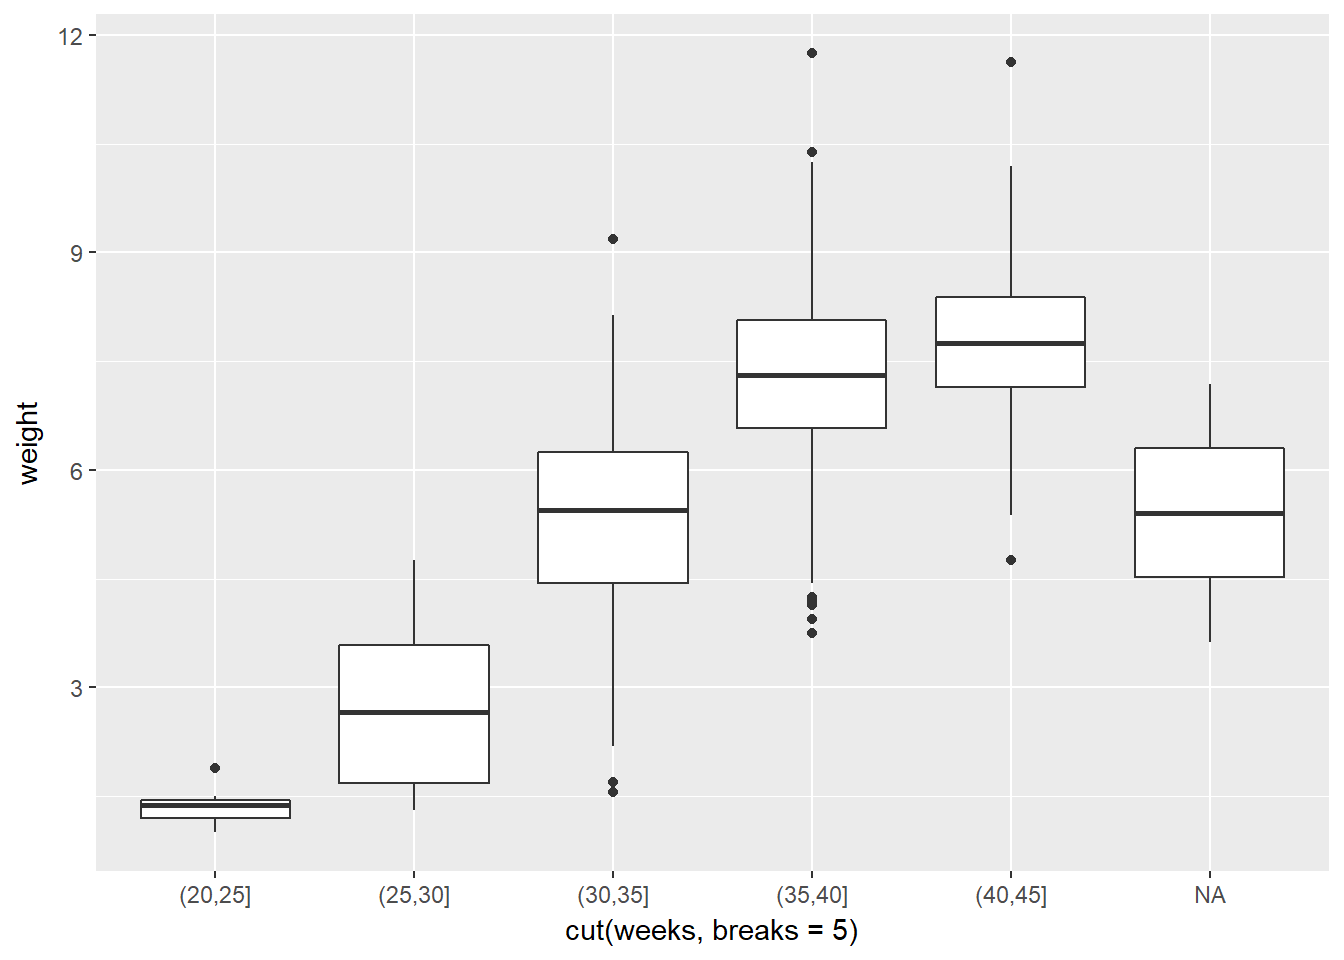 12
9
6
3
weight
(20,25] (25,30] (30,35] (35,40] (40,45] NA
cut(weeks, breaks = 5)